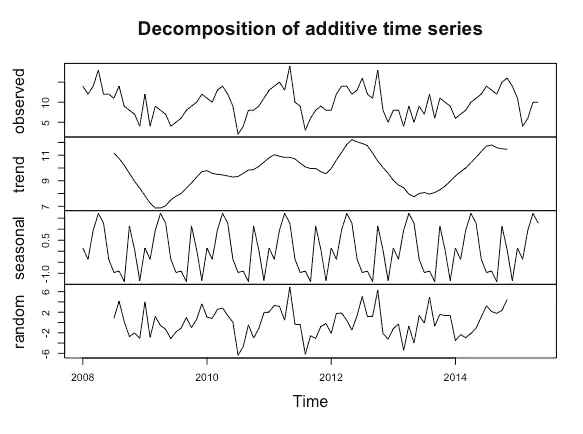 Decomposition of additive time series
observed
5 10
trend
7 9 11
seasonal
-1.0 0.5
random
-6 -2 2 6
2008 2010 2012 2014
Time